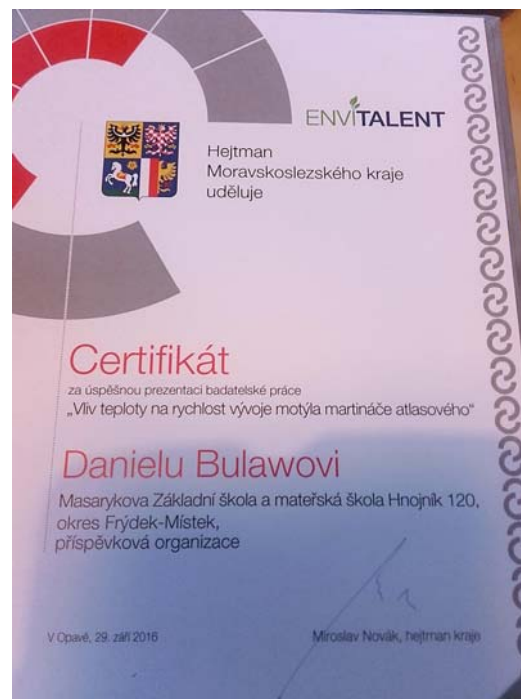 ENVITALENT
Hejtman
Moravskoslezského kraje
uděluje
Certifikát
za úspěšnou prezentaci badatelské práce
„Vliv teploty na rychlost vývoje motýla martináče atlasového“
Danielu Bulawovi
Masarykova Základní škola a mateřská škola Hnojník 120,
okres Frýdek-Místek,
příspěvková organizace
V Opavě, 29. září 2016
Miroslav Novák, hejtman kraje